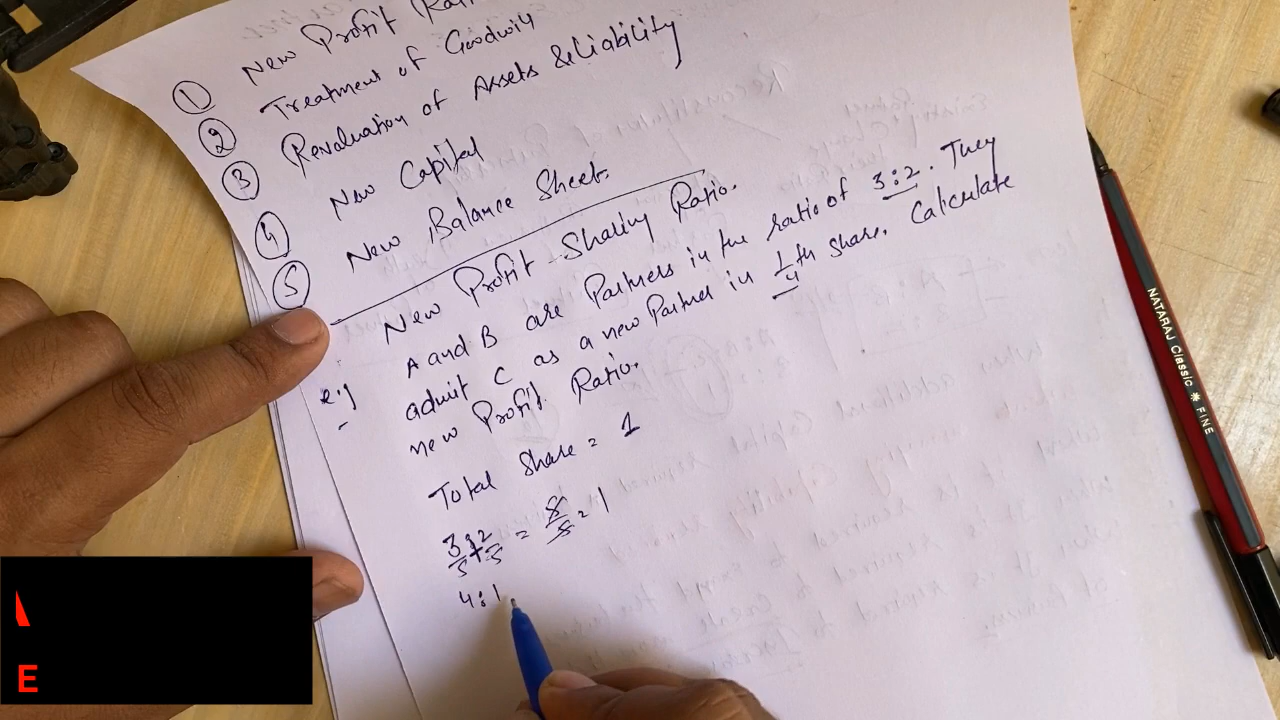 ① New Profit
② Treatment of Goodwill
③ Revaluation of Assets & Liability
④ New Capital
⑤ New Balance Sheet.
New Profit Sharing Ratio.
e.g A and B are Partners in the ratio of 3:2. They
admit C as a new Partner in 1/4th share. Calculate
new Profit Ratio.
Total Share = 1
3/5 + 2/5 = 5/5 = 1
4:1
NATARAJ Classic ✱ FINE
E